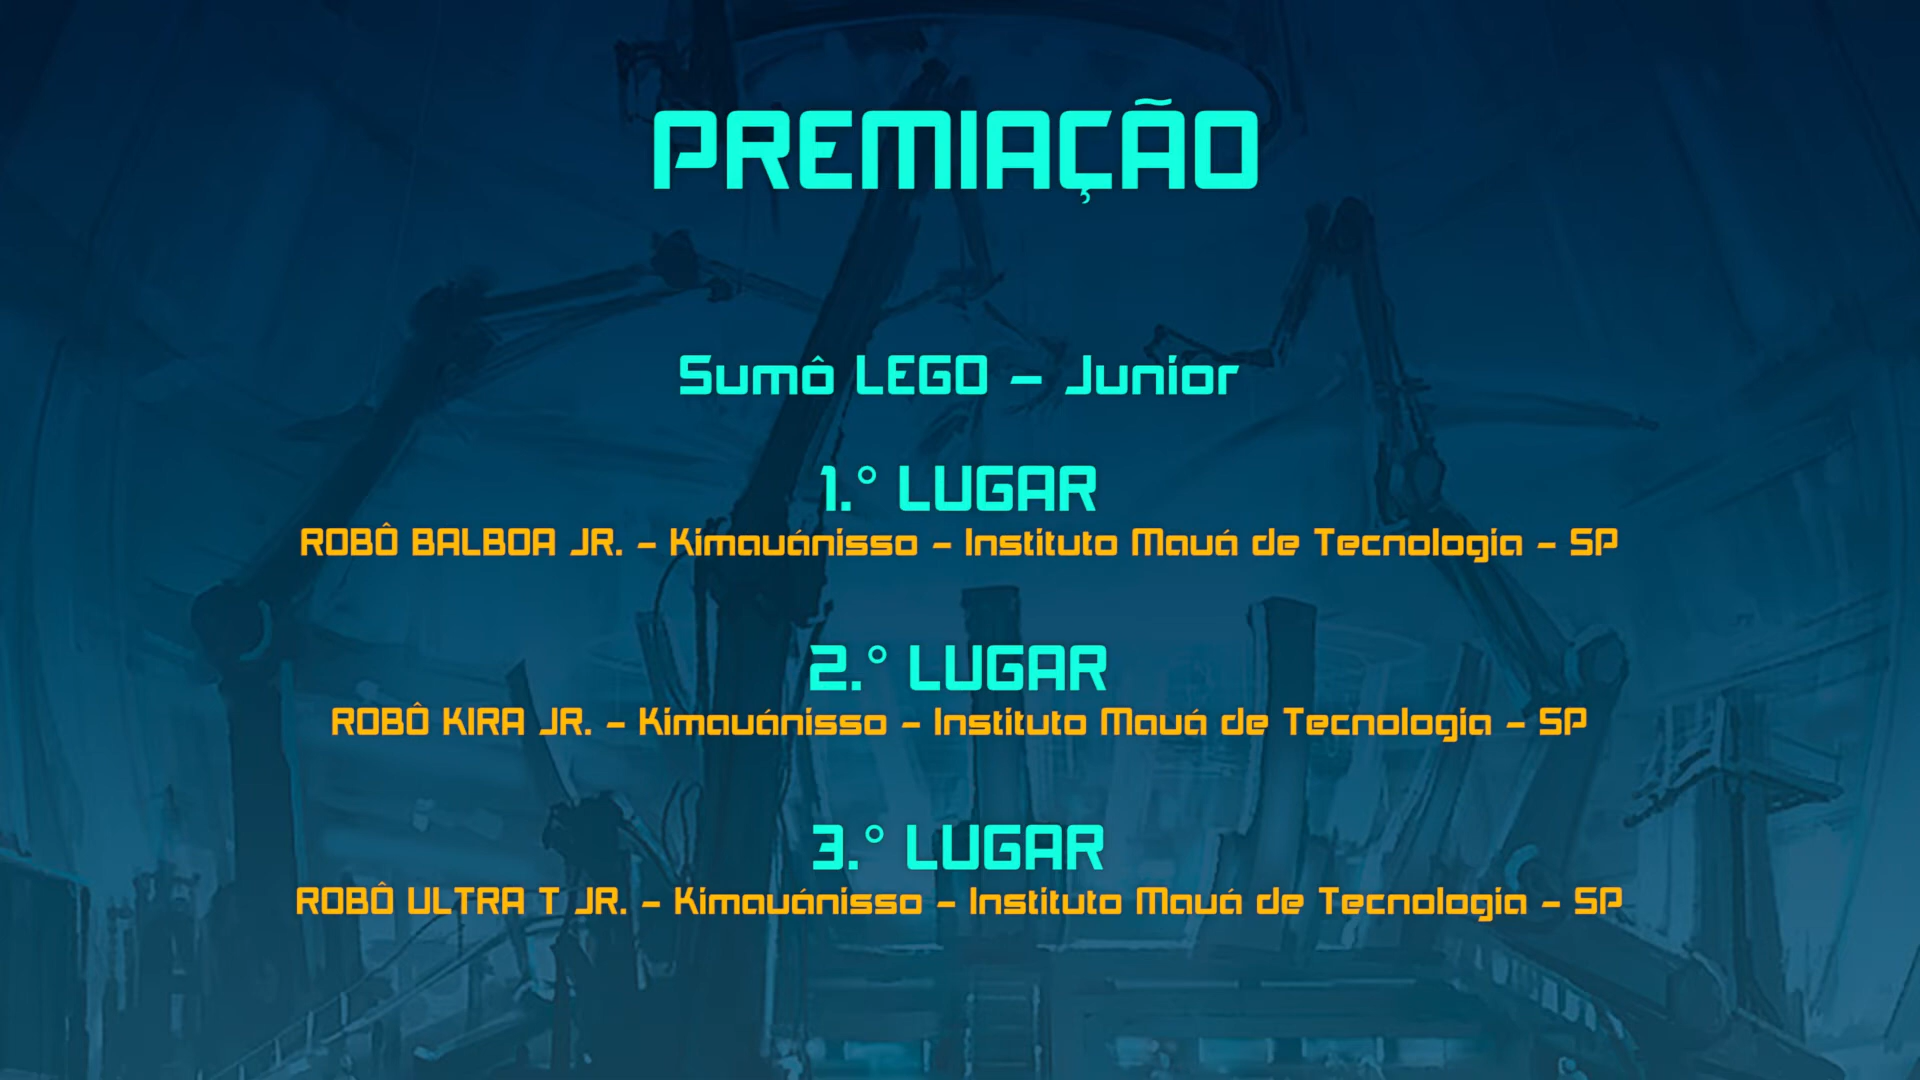 PREMIAÇÃO
Sumô LEGO – Junior
1.° LUGAR
ROBÔ BALBOA JR. – Kimauánisso – Instituto Mauá de Tecnologia – SP
2.° LUGAR
ROBÔ KIRA JR. – Kimauánisso – Instituto Mauá de Tecnologia – SP
3.° LUGAR
ROBÔ ULTRA T JR. – Kimauánisso – Instituto Mauá de Tecnologia – SP